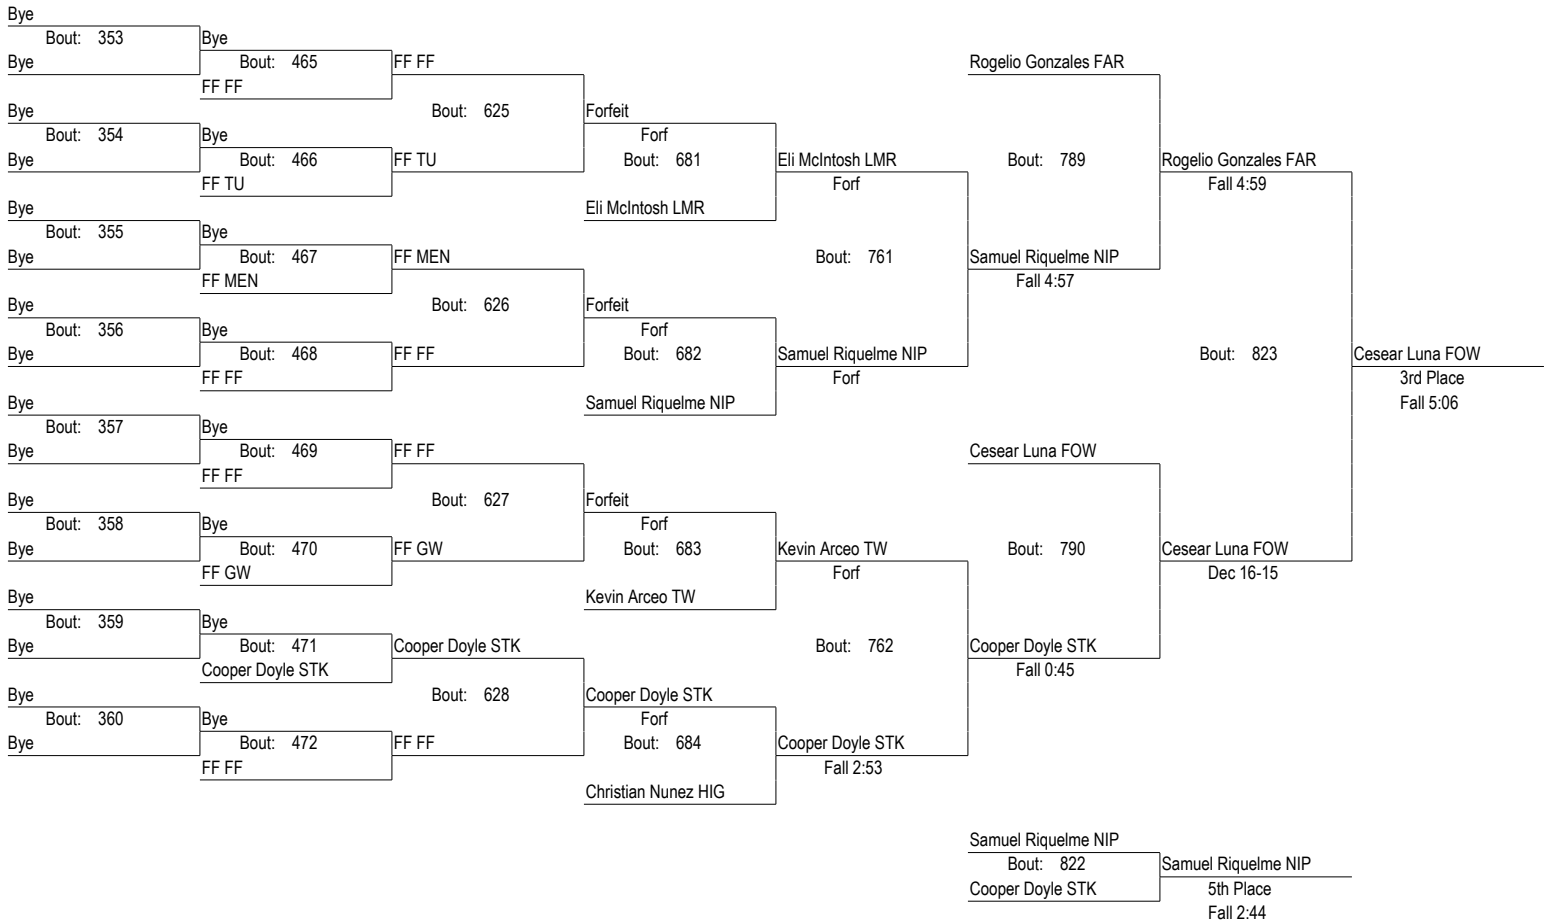 Bye
Bout: 353 Bye
Bye Bout: 465 FF FF Rogelio Gonzales FAR
FF FF
Bye Bout: 625 Forfeit
Bout: 354 Bye Forf
Bye Bout: 466 FF TU Bout: 681 Eli McIntosh LMR Bout: 789 Rogelio Gonzales FAR
FF TU Forf Fall 4:59
Bye Eli McIntosh LMR
Bout: 355 Bye
Bye Bout: 467 FF MEN Bout: 761 Samuel Riquelme NIP
FF MEN Fall 4:57
Bye Bout: 626 Forfeit
Bout: 356 Bye Forf
Bye Bout: 468 FF FF Bout: 682 Samuel Riquelme NIP Bout: 823 Cesear Luna FOW
FF FF Forf 3rd Place
Bye Samuel Riquelme NIP Fall 5:06
Bout: 357 Bye
Bye Bout: 469 FF FF Cesear Luna FOW
FF FF
Bye Bout: 627 Forfeit
Bout: 358 Bye Forf
Bye Bout: 470 FF GW Bout: 683 Kevin Arceo TW Bout: 790 Cesear Luna FOW
FF GW Forf Dec 16-15
Bye Kevin Arceo TW
Bout: 359 Bye
Bye Bout: 471 Cooper Doyle STK Bout: 762 Cooper Doyle STK
Cooper Doyle STK Fall 0:45
Bye Bout: 628 Cooper Doyle STK
Bout: 360 Bye Forf
Bye Bout: 472 FF FF Bout: 684 Cooper Doyle STK
FF FF Fall 2:53
Christian Nunez HIG
Samuel Riquelme NIP
Bout: 822 Samuel Riquelme NIP
Cooper Doyle STK 5th Place
Fall 2:44